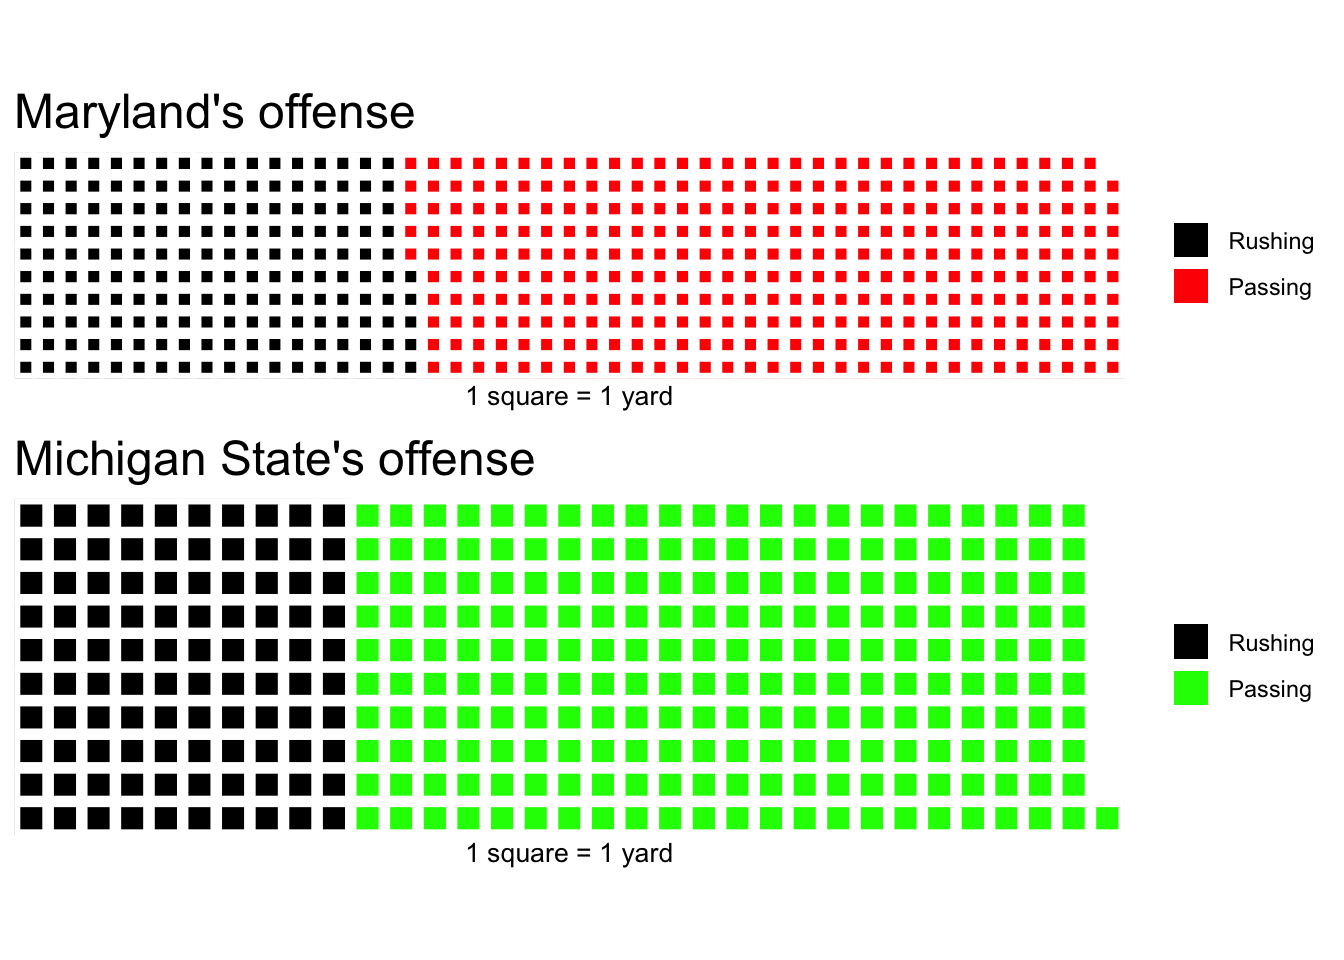 Maryland's offense
Rushing
Passing
1 square = 1 yard
Michigan State's offense
Rushing
Passing
1 square = 1 yard